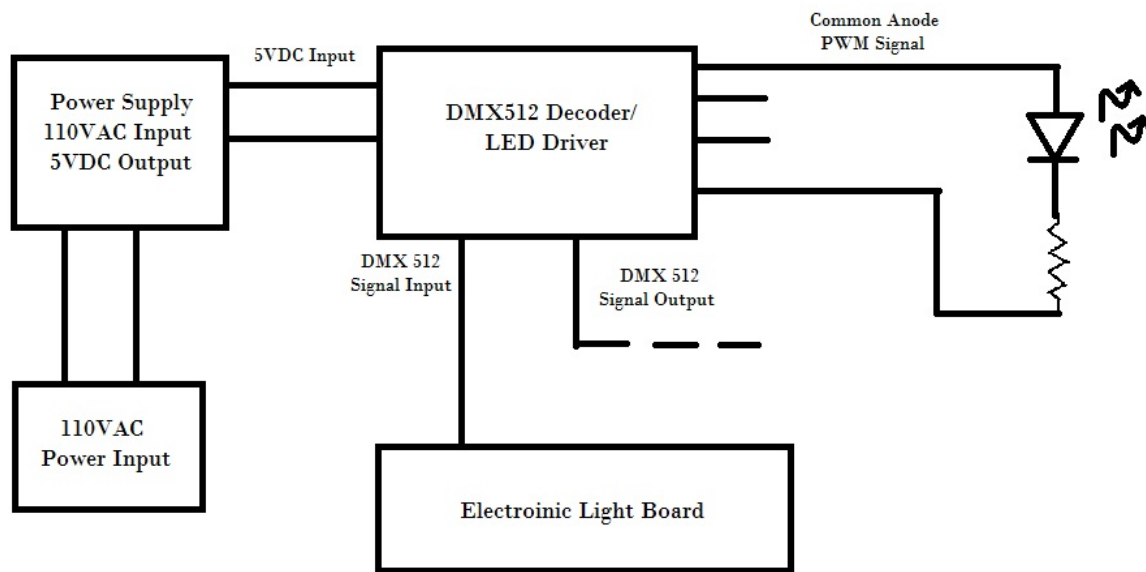 Common Anode
PWM Signal
5VDC Input
Power Supply
110VAC Input
5VDC Output
DMX512 Decoder/
LED Driver
DMX 512
Signal Input
DMX 512
Signal Output
110VAC
Power Input
Electroinic Light Board